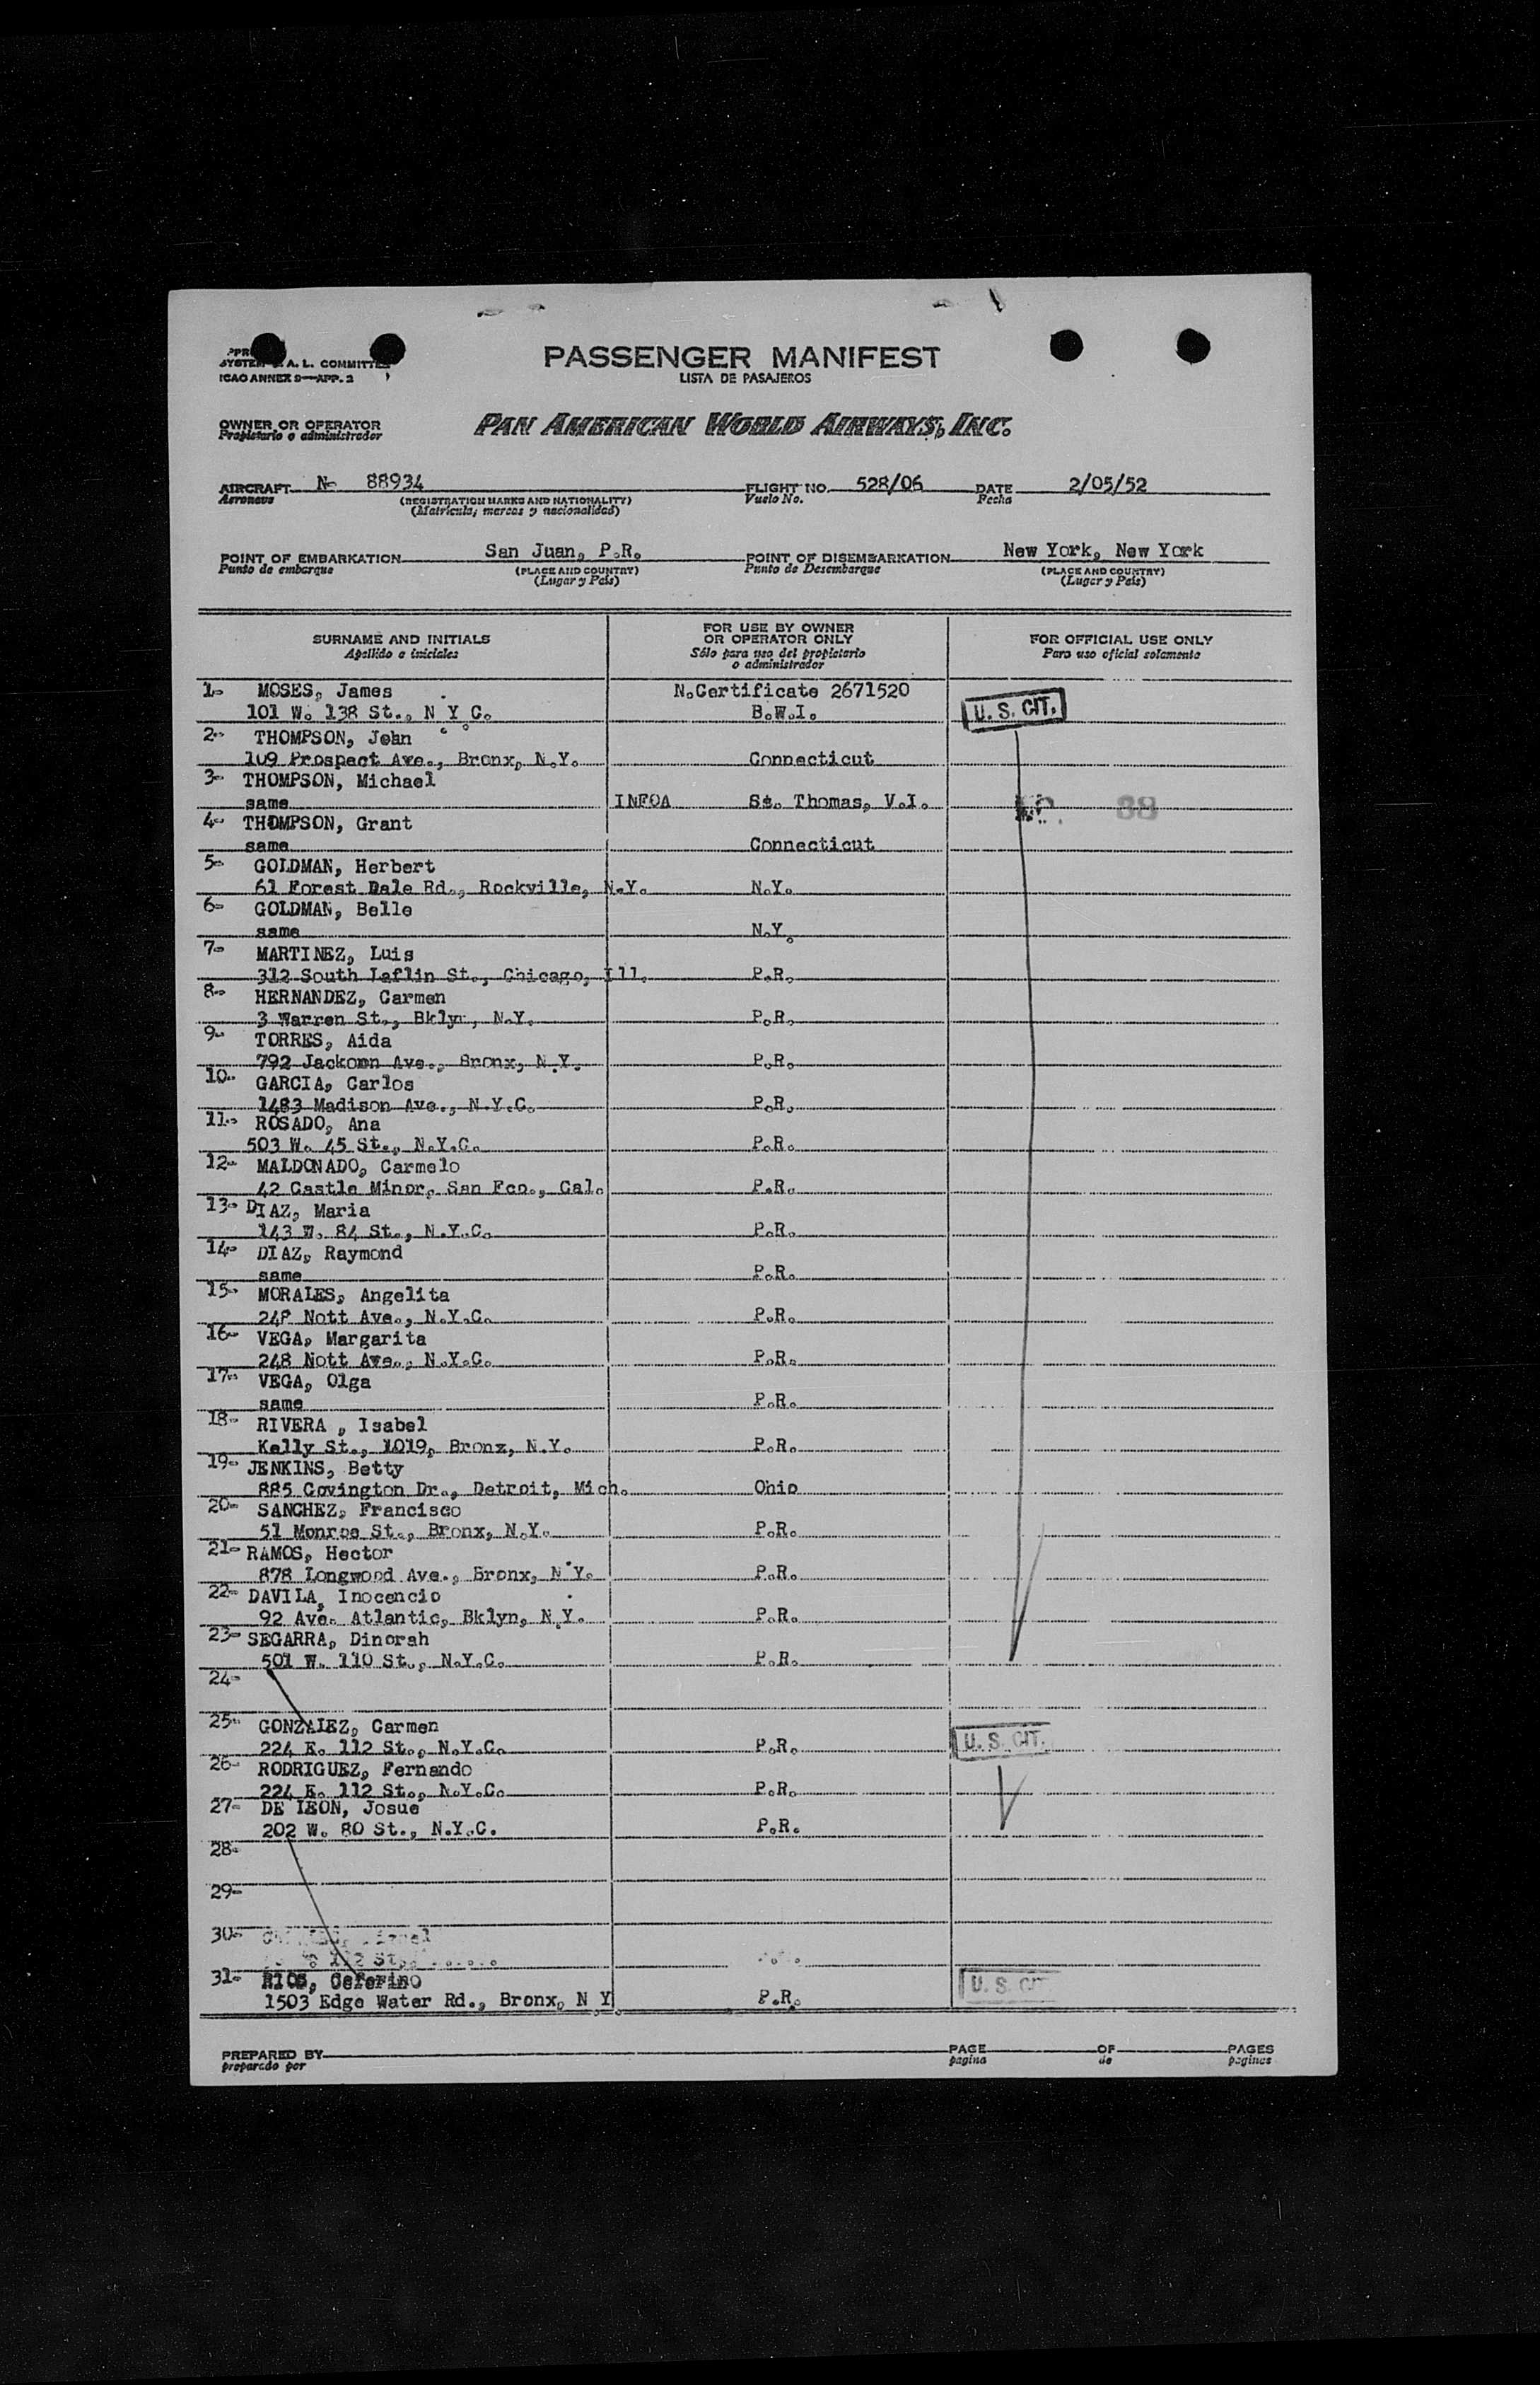 SYSTEM F. A. L. COMMITTEE
ICAO ANNEX 9—APP. 2
PASSENGER MANIFEST
LISTA DE PASAJEROS
OWNER OR OPERATOR
Propietario o administrador
PAN AMERICAN WORLD AIRWAYS, INC.
AIRCRAFT N- 88934 FLIGHT NO. 528/06 DATE 2/05/52
Aeronave (REGISTRATION MARKS AND NATIONALITY) Vuelo No. Fecha
(Matricula, marcas y nacionalidad)
POINT OF EMBARKATION San Juan, P.R. POINT OF DISEMBARKATION New York, New York
Punto de embarque (PLACE AND COUNTRY) Punto de Desembarque (PLACE AND COUNTRY)
(Lugar y País) (Lugar y País)
SURNAME AND INITIALS FOR USE BY OWNER OR OPERATOR ONLY FOR OFFICIAL USE ONLY
Apellido e iniciales Sólo para uso del propietario o administrador Para uso oficial solamente
1- MOSES, James N.Certificate 2671520
101 W. 138 St., N Y C. B.W.I. U. S. CIT.
2- THOMPSON, John
109 Prospect Ave., Bronx, N.Y. Connecticut
3- THOMPSON, Michael
same INFOA St. Thomas, V.I. 88
4- THOMPSON, Grant
same Connecticut
5- GOLDMAN, Herbert
61 Forest Dale Rd., Rockville, N.Y. N.Y.
6- GOLDMAN, Belle
same N.Y.
7- MARTINEZ, Luis
312 South Laflin St., Chicago, Ill. P.R.
8- HERNANDEZ, Carmen
3 Warren St., Bklyn, N.Y. P.R.
9- TORRES, Aida
792 Jackomn Ave., Bronx, N.Y. P.R.
10- GARCIA, Carlos
1483 Madison Ave., N.Y.C. P.R.
11- ROSADO, Ana
503 W. 45 St., N.Y.C. P.R.
12- MALDONADO, Carmelo
42 Castle Minor, San Fco., Cal. P.R.
13- DIAZ, Maria
143 W. 84 St., N.Y.C. P.R.
14- DIAZ, Raymond
same P.R.
15- MORALES, Angelita
248 Nott Ave., N.Y.C. P.R.
16- VEGA, Margarita
248 Nott Ave., N.Y.C. P.R.
17- VEGA, Olga
same P.R.
18- RIVERA , Isabel
Kelly St., 1019, Bronx, N.Y. P.R.
19- JENKINS, Betty
885 Covington Dr., Detroit, Mich. Ohio
20- SANCHEZ, Francisco
51 Monroe St., Bronx, N.Y. P.R.
21- RAMOS, Hector
878 Longwood Ave., Bronx, N.Y. P.R.
22- DAVILA, Inocencio
92 Ave. Atlantic, Bklyn, N.Y. P.R.
23- SEGARRA, Dinorah
501 W. 110 St., N.Y.C. P.R.
24-
25- GONZALEZ, Carmen
224 E. 112 St., N.Y.C. P.R. U. S. CIT.
26- RODRIGUEZ, Fernando
224 E. 112 St., N.Y.C. P.R.
27- DE LEON, Josue
202 W. 80 St., N.Y.C. P.R.
28-
29-
30-
St.
31- RIOS, Ceferino
1503 Edge Water Rd., Bronx, N Y. P.R. U. S. CIT
PREPARED BY PAGE OF PAGES
preparado por pagina de paginas